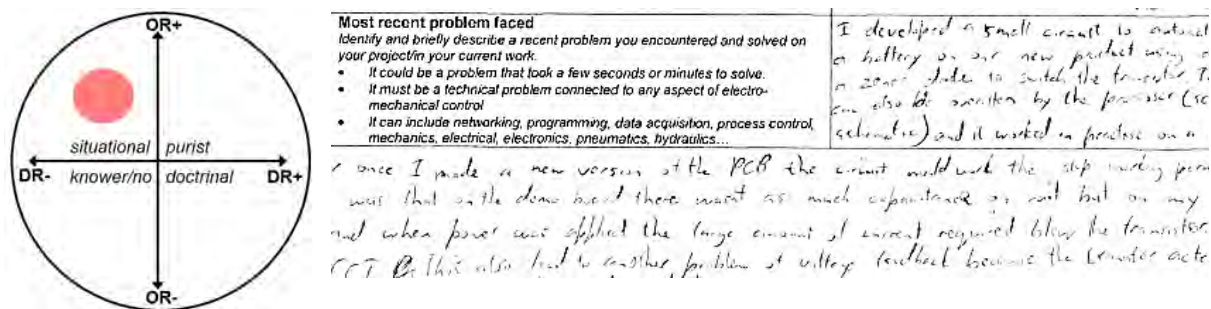 OR+
situational purist
DR- DR+
knower/no doctrinal
OR-
Most recent problem faced
Identify and briefly describe a recent problem you encountered and solved on
your project/in your current work.
• It could be a problem that took a few seconds or minutes to solve.
• It must be a technical problem connected to any aspect of electro-
mechanical control
• It can include networking, programming, data acquisition, process control,
mechanics, electrical, electronics, pneumatics, hydraulics...
I developed a small circuit to
a battery on our new product using
a zener diode to switch the transistor.
can also be by the processor
schematic) and it worked in practise on a
once I made a new version of the PCB the circuit would work the stop working
was that on the demo board there wasn't as much capacitance on but on my
when power was applied the large amount of current required blew the transistor
This also lead to another problem of voltage feedback because the